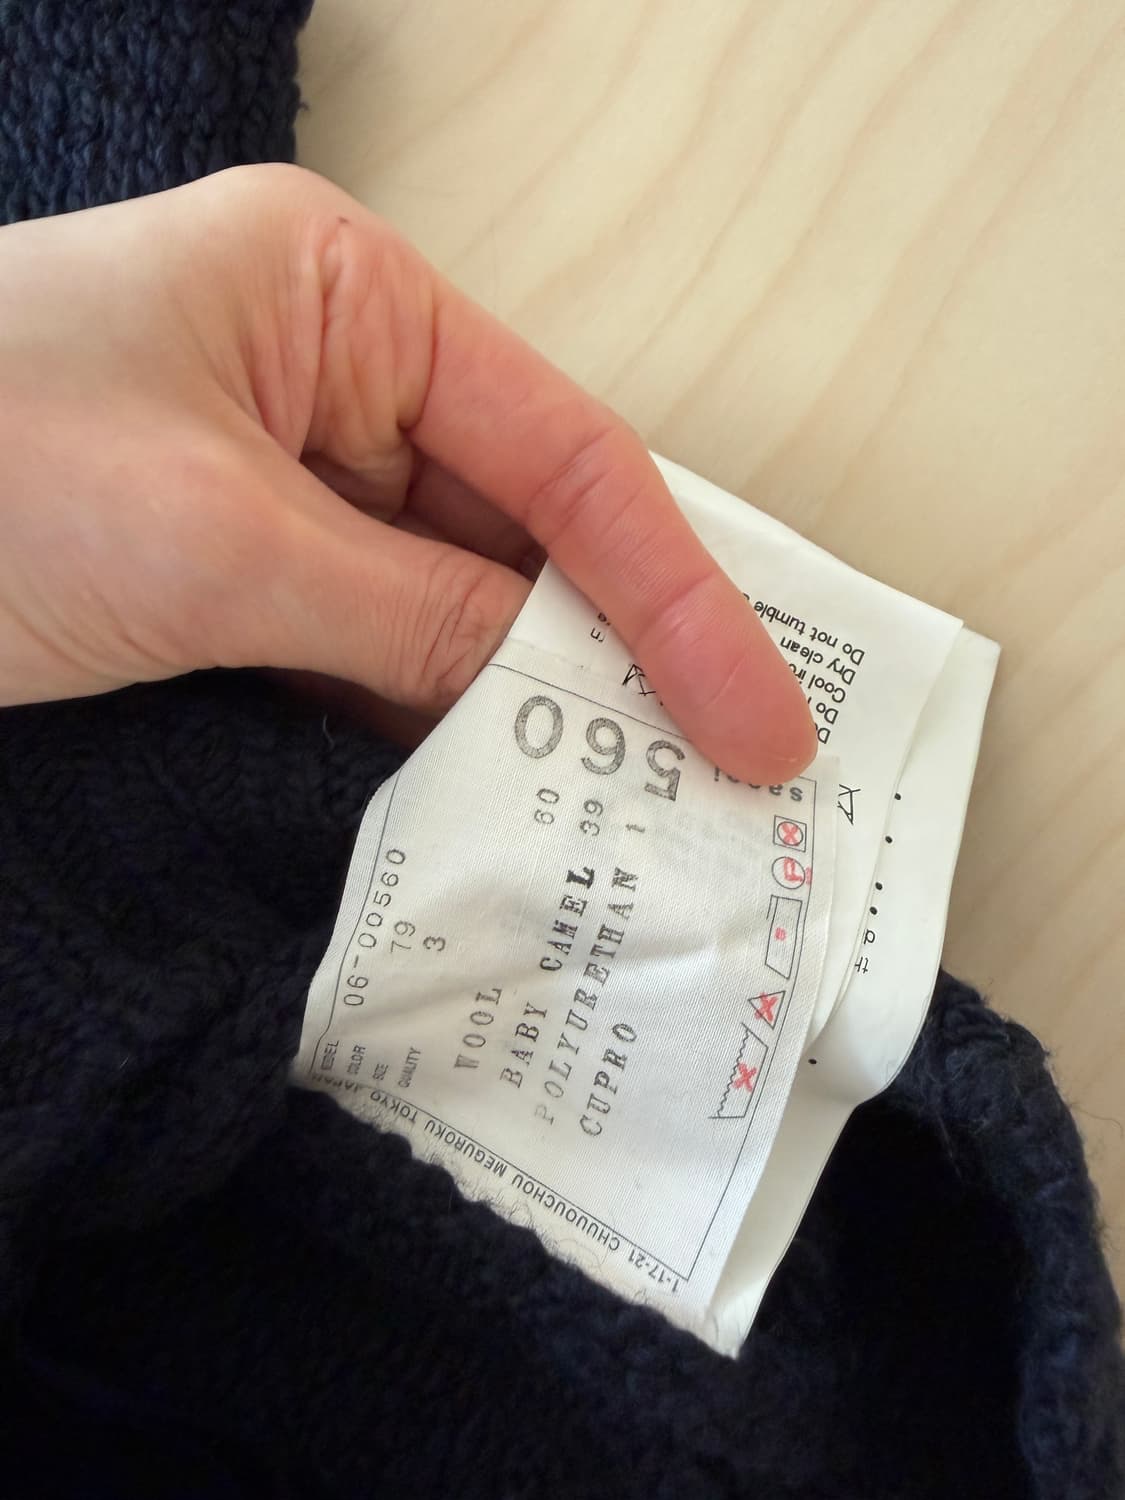 sacai
560
MODEL 06-00560
COLOR 79
SIZE 3
QUALITY
WOOL 60
BABY CAMEL 39
POLYURETHAN 1
CUPRO
1-17-21 CHUUOUCHOU MEGUROKU TOKYO JAPAN
Cool
Dry clean
Do not tumble